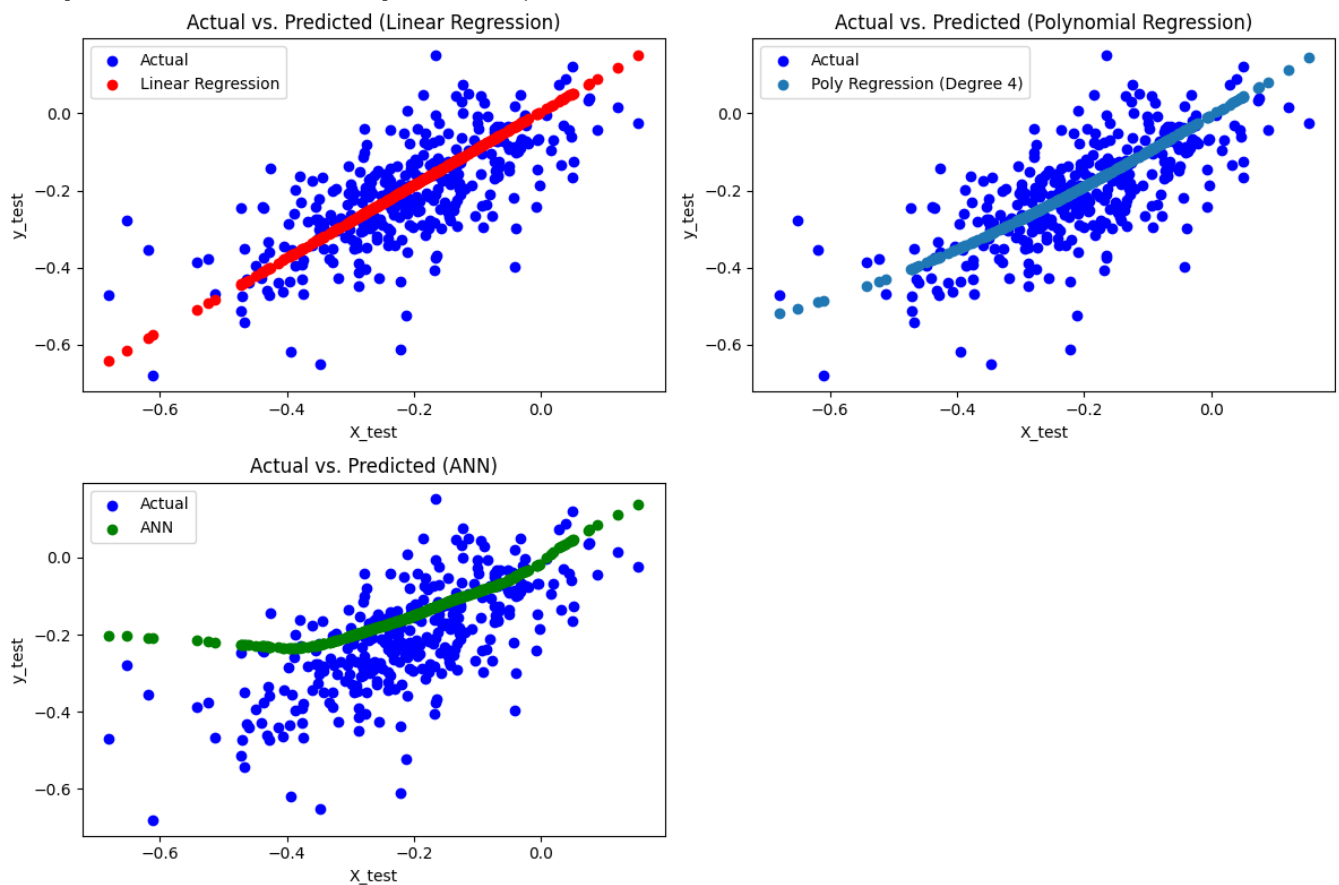 Actual vs. Predicted (Linear Regression)
Actual
Linear Regression
0.0
−0.2
−0.4
−0.6
y_test
−0.6 −0.4 −0.2 0.0
X_test
Actual vs. Predicted (Polynomial Regression)
Actual
Poly Regression (Degree 4)
0.0
−0.2
−0.4
−0.6
y_test
−0.6 −0.4 −0.2 0.0
X_test
Actual vs. Predicted (ANN)
Actual
ANN
0.0
−0.2
−0.4
−0.6
y_test
−0.6 −0.4 −0.2 0.0
X_test